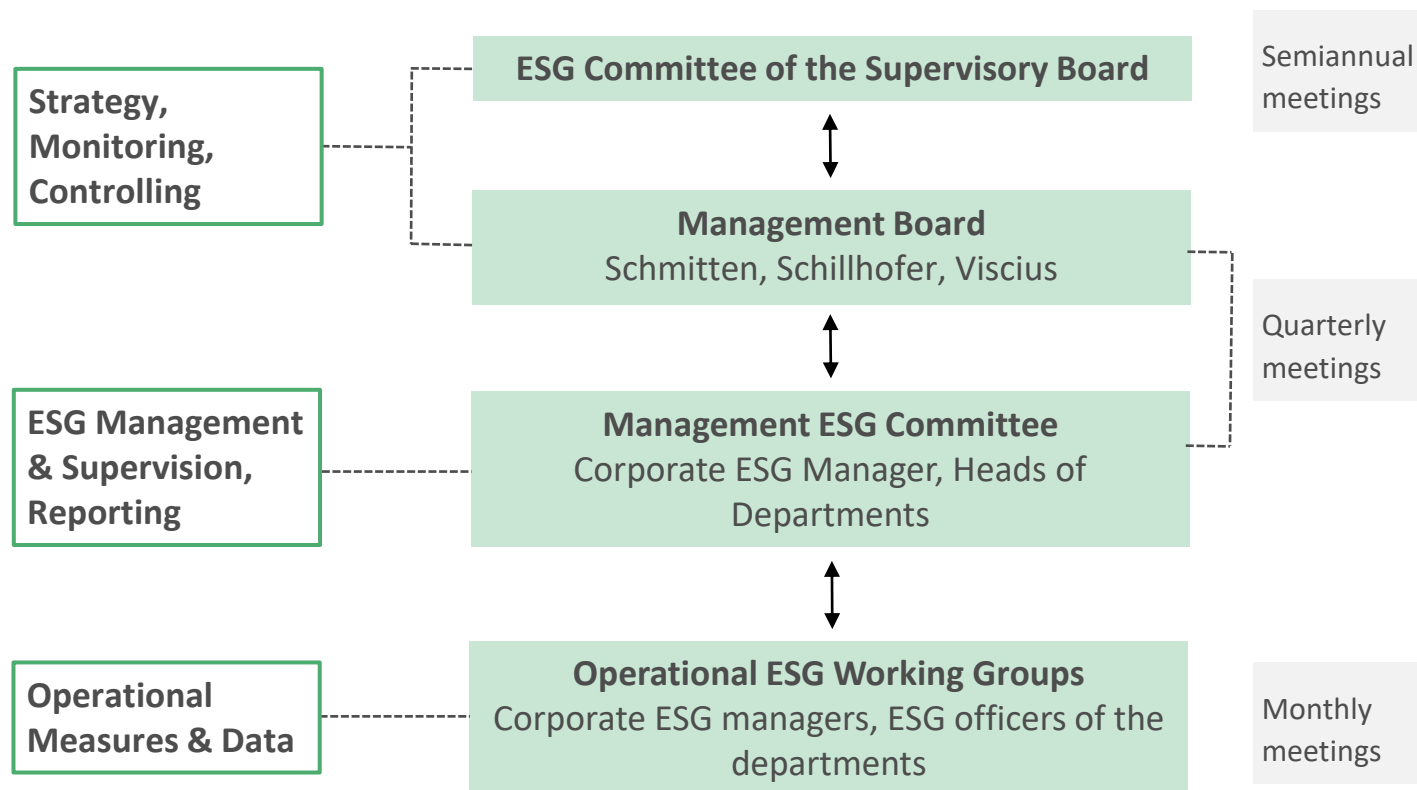 ESG Committee of the Supervisory Board
Semiannual
meetings
Strategy,
Monitoring,
Controlling
Management Board
Schmitten, Schillhofer, Viscius
Quarterly
meetings
ESG Management
& Supervision,
Reporting
Management ESG Committee
Corporate ESG Manager, Heads of
Departments
Operational
Measures & Data
Operational ESG Working Groups
Corporate ESG managers, ESG officers of the
departments
Monthly
meetings